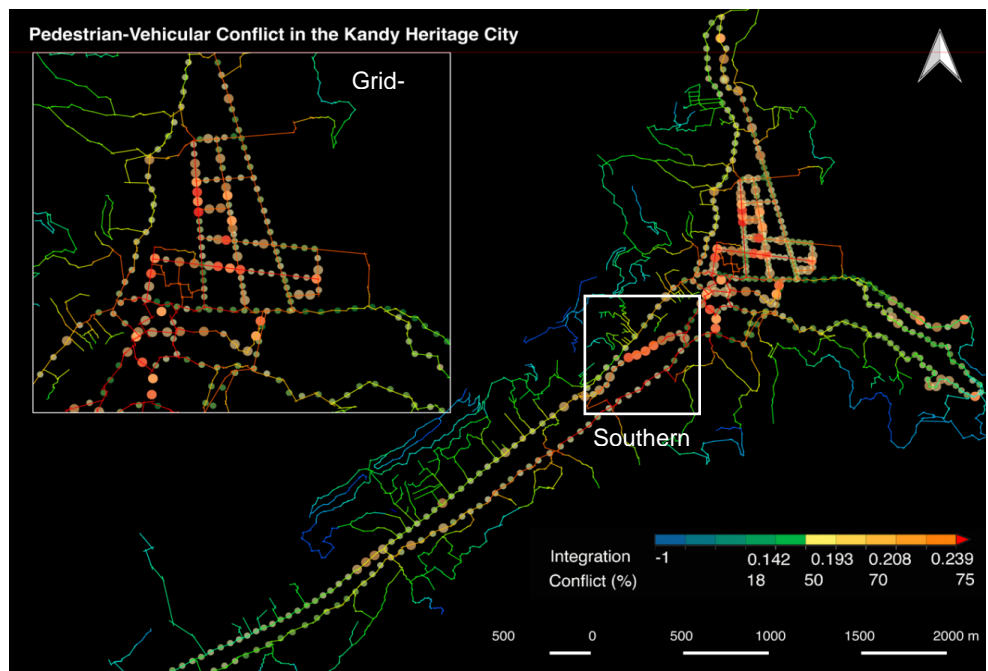 Pedestrian-Vehicular Conflict in the Kandy Heritage City
Grid-
Southern
Integration -1 0.142 0.193 0.208 0.239
Conflict (%) 18 50 70 75
500 0 500 1000 1500 2000 m